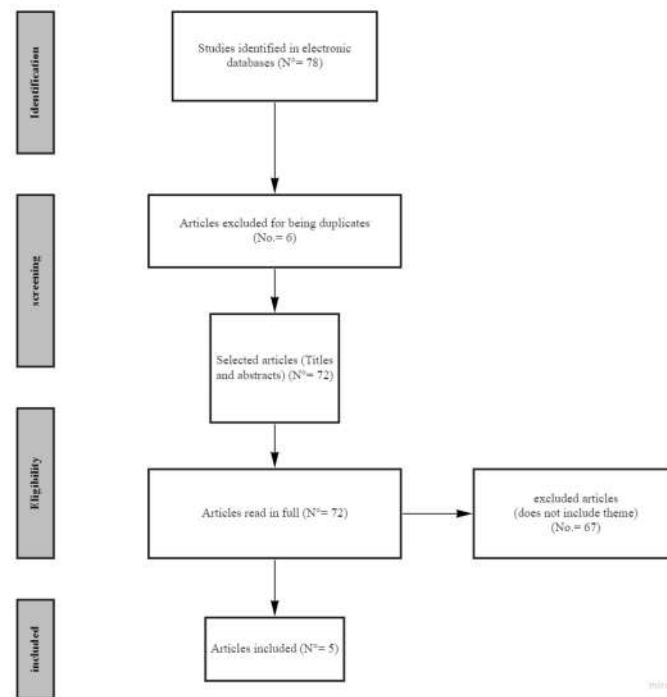 Identification
Studies identified in electronic
databases (N°= 78)
screening
Articles excluded for being duplicates
(No.= 6)
Selected articles (Titles
and abstracts) (N°= 72)
Eligibility
Articles read in full (N°= 72)
excluded articles
(does not include theme)
(No.= 67)
included
Articles included (N°= 5)